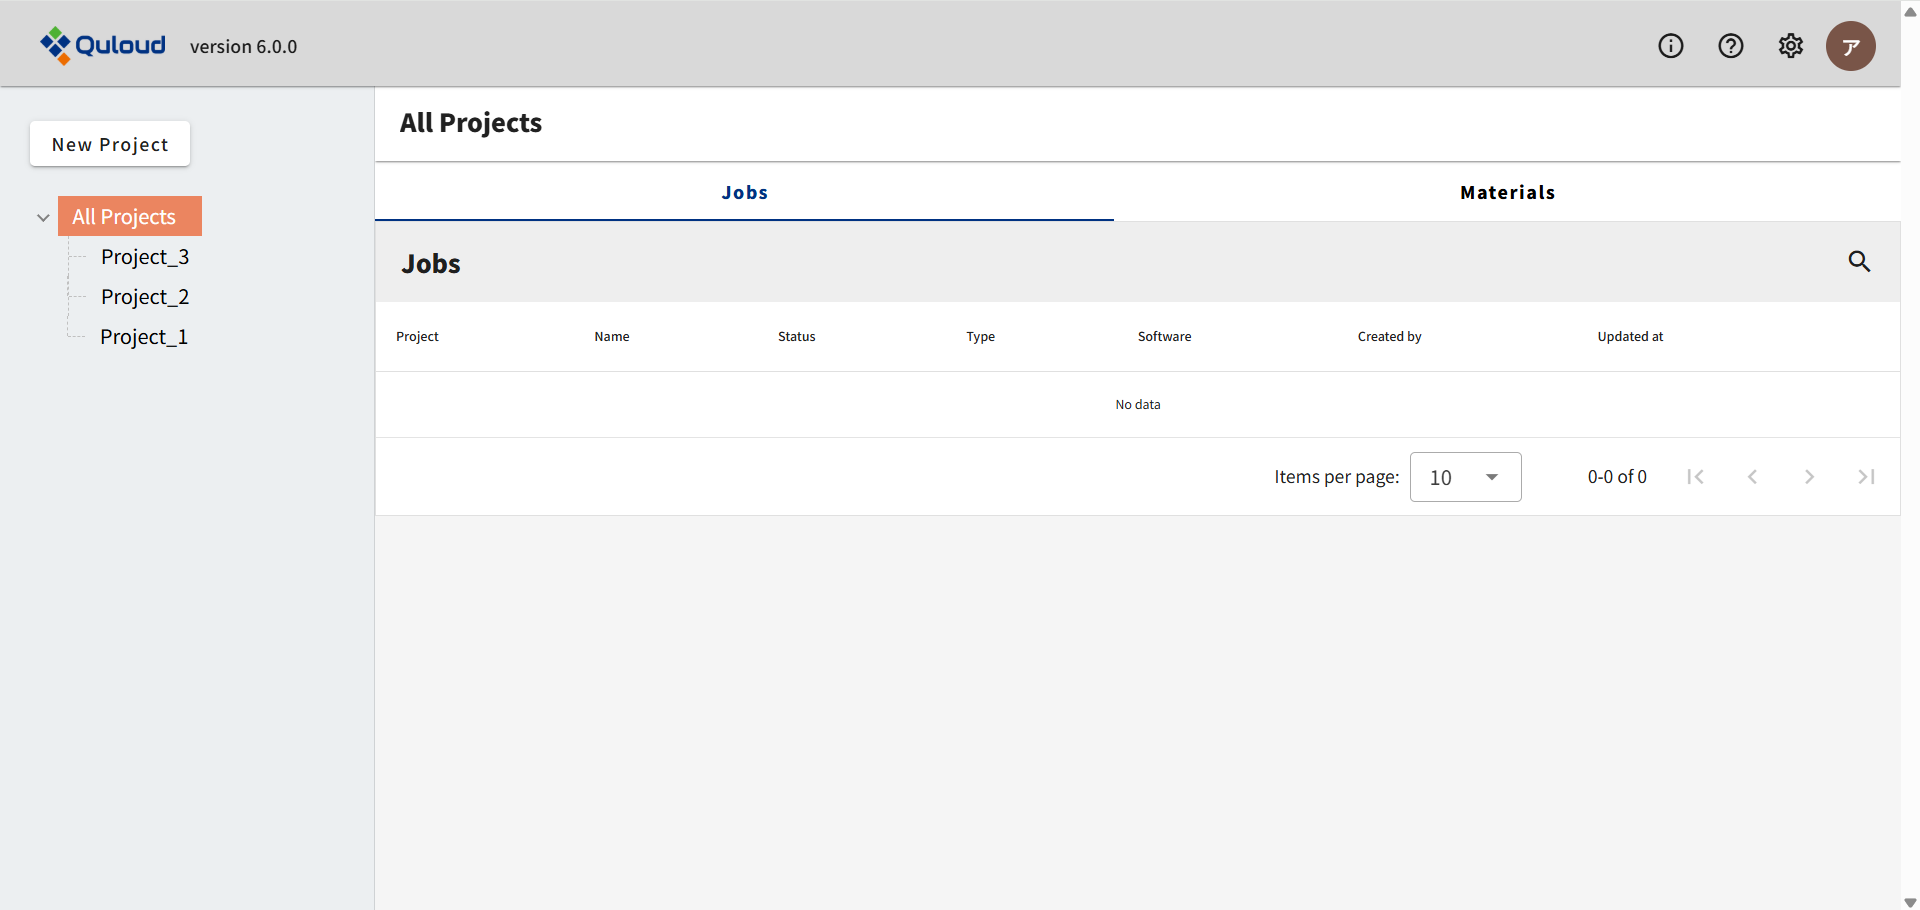 Quloud version 6.0.0 ア
New Project
All Projects
Project_3
Project_2
Project_1
All Projects
Jobs Materials
Jobs
Project Name Status Type Software Created by Updated at
No data
Items per page: 10 0-0 of 0